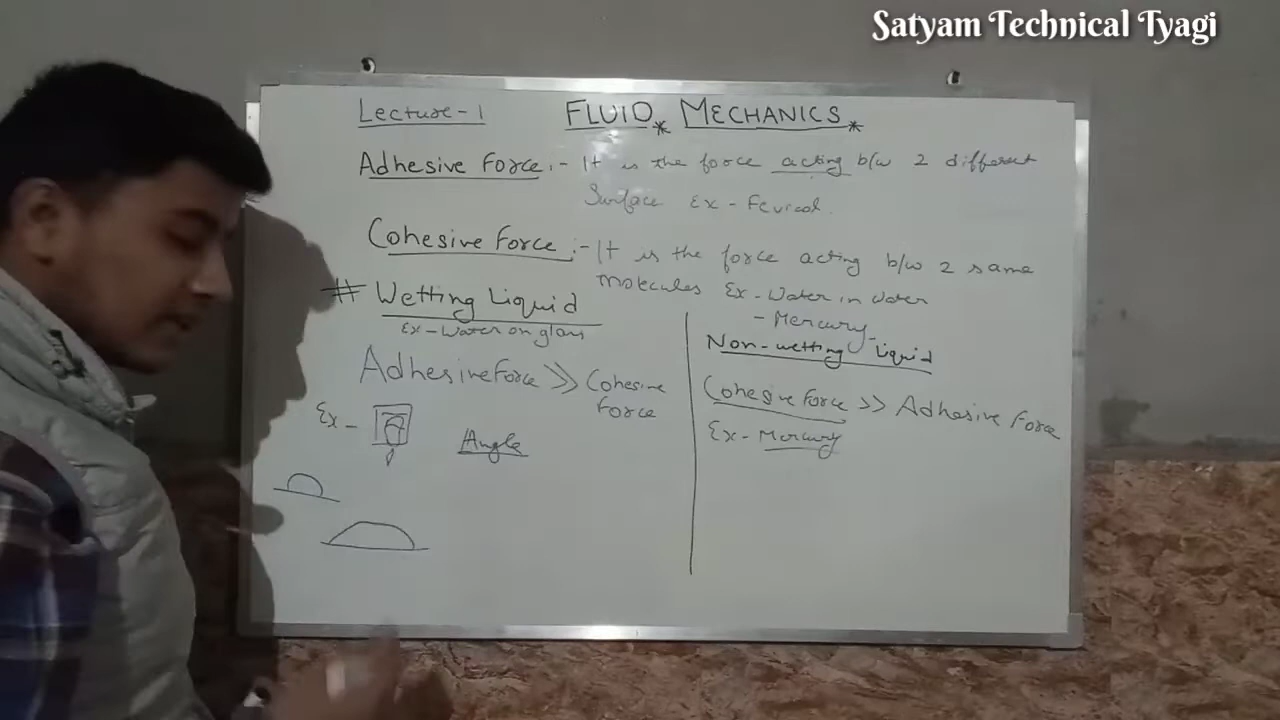 Satyam Technical Tyagi
Lecture-1 FLUID MECHANICS
Adhesive Force :- It is the force acting b/w 2 different
Surface Ex - Fevicol.
Cohesive Force :- It is the force acting b/w 2 same
molecules Ex - Water in water
- Mercury
# Wetting Liquid
Ex - Water on glass
Adhesive Force >> Cohesive
Force
Ex -
Angle
Non-wetting Liquid
Cohesive Force >> Adhesive Force
Ex - Mercury